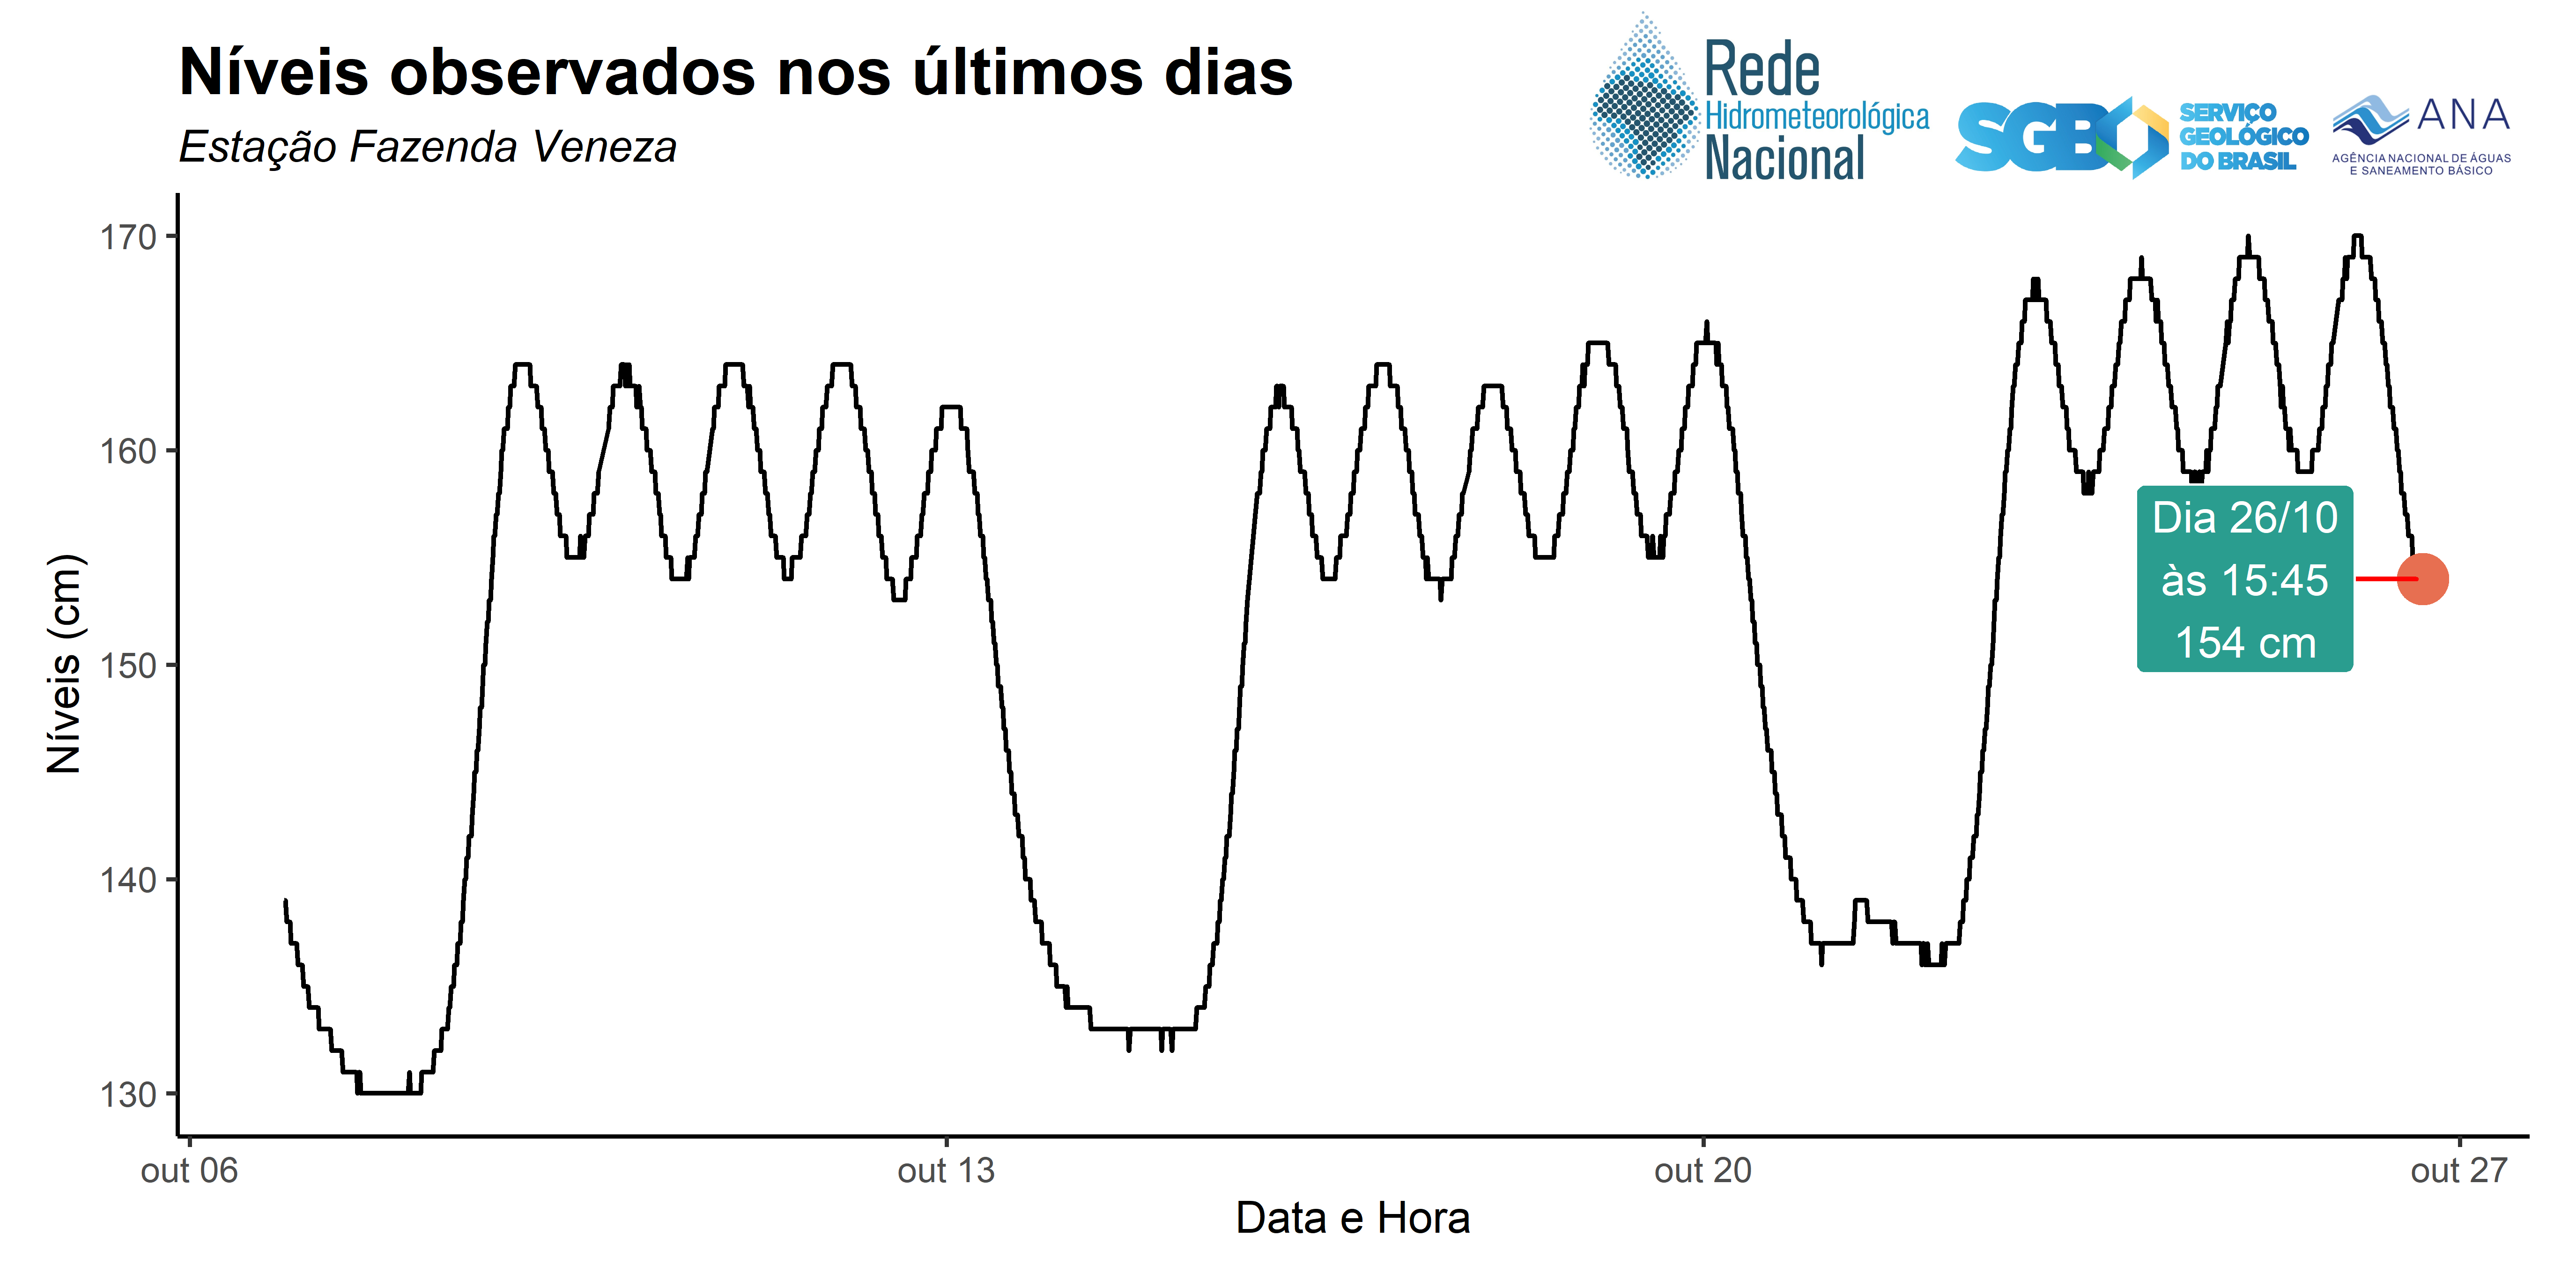 Níveis observados nos últimos dias
Estação Fazenda Veneza
Rede
Hidrometeorológica
Nacional
SGB
SERVIÇO
GEOLÓGICO
DO BRASIL
ANA
AGÊNCIA NACIONAL DE ÁGUAS
E SANEAMENTO BÁSICO
Níveis (cm)
170
160
150
140
130
Dia 26/10
às 15:45
154 cm
out 06
out 13
out 20
out 27
Data e Hora